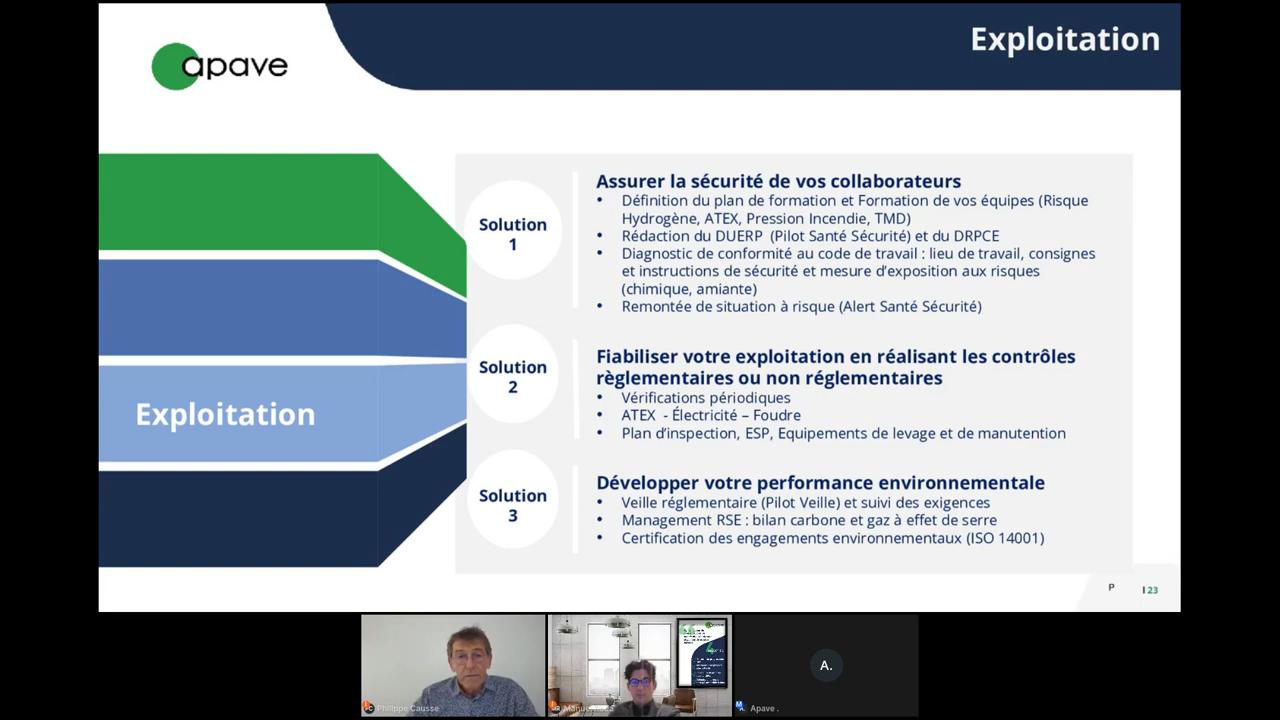 Exploitation
apave
Exploitation
Solution
1
Assurer la sécurité de vos collaborateurs
• Définition du plan de formation et Formation de vos équipes (Risque
Hydrogène, ATEX, Pression Incendie, TMD)
• Rédaction du DUERP (Pilot Santé Sécurité) et du DRPCE
• Diagnostic de conformité au code de travail : lieu de travail, consignes
et instructions de sécurité et mesure d’exposition aux risques
(chimique, amiante)
• Remontée de situation à risque (Alert Santé Sécurité)
Solution
2
Fiabiliser votre exploitation en réalisant les contrôles
règlementaires ou non réglementaires
• Vérifications périodiques
• ATEX - Électricité – Foudre
• Plan d’inspection, ESP, Equipements de levage et de manutention
Solution
3
Développer votre performance environnementale
• Veille réglementaire (Pilot Veille) et suivi des exigences
• Management RSE : bilan carbone et gaz à effet de serre
• Certification des engagements environnementaux (ISO 14001)
P I 23
Philippe Causse
A.
Apave .